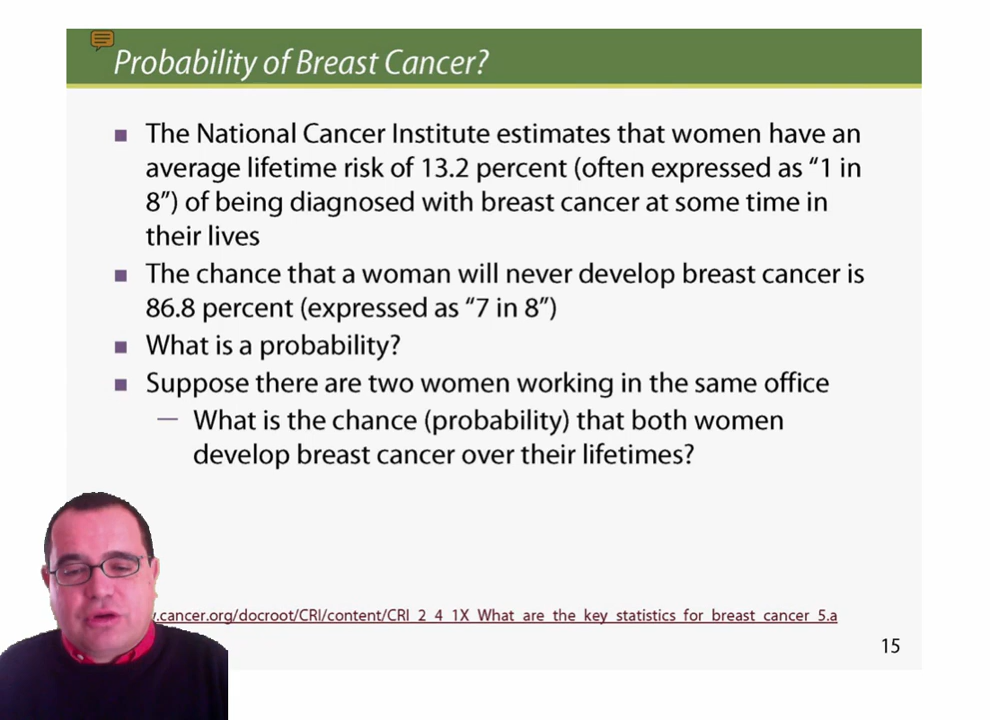 Probability of Breast Cancer?
The National Cancer Institute estimates that women have an
average lifetime risk of 13.2 percent (often expressed as “1 in
8”) of being diagnosed with breast cancer at some time in
their lives
The chance that a woman will never develop breast cancer is
86.8 percent (expressed as “7 in 8”)
What is a probability?
Suppose there are two women working in the same office
— What is the chance (probability) that both women
develop breast cancer over their lifetimes?
.cancer.org/docroot/CRI/content/CRI_2_4_1X_What_are_the_key_statistics_for_breast_cancer_5.a
15